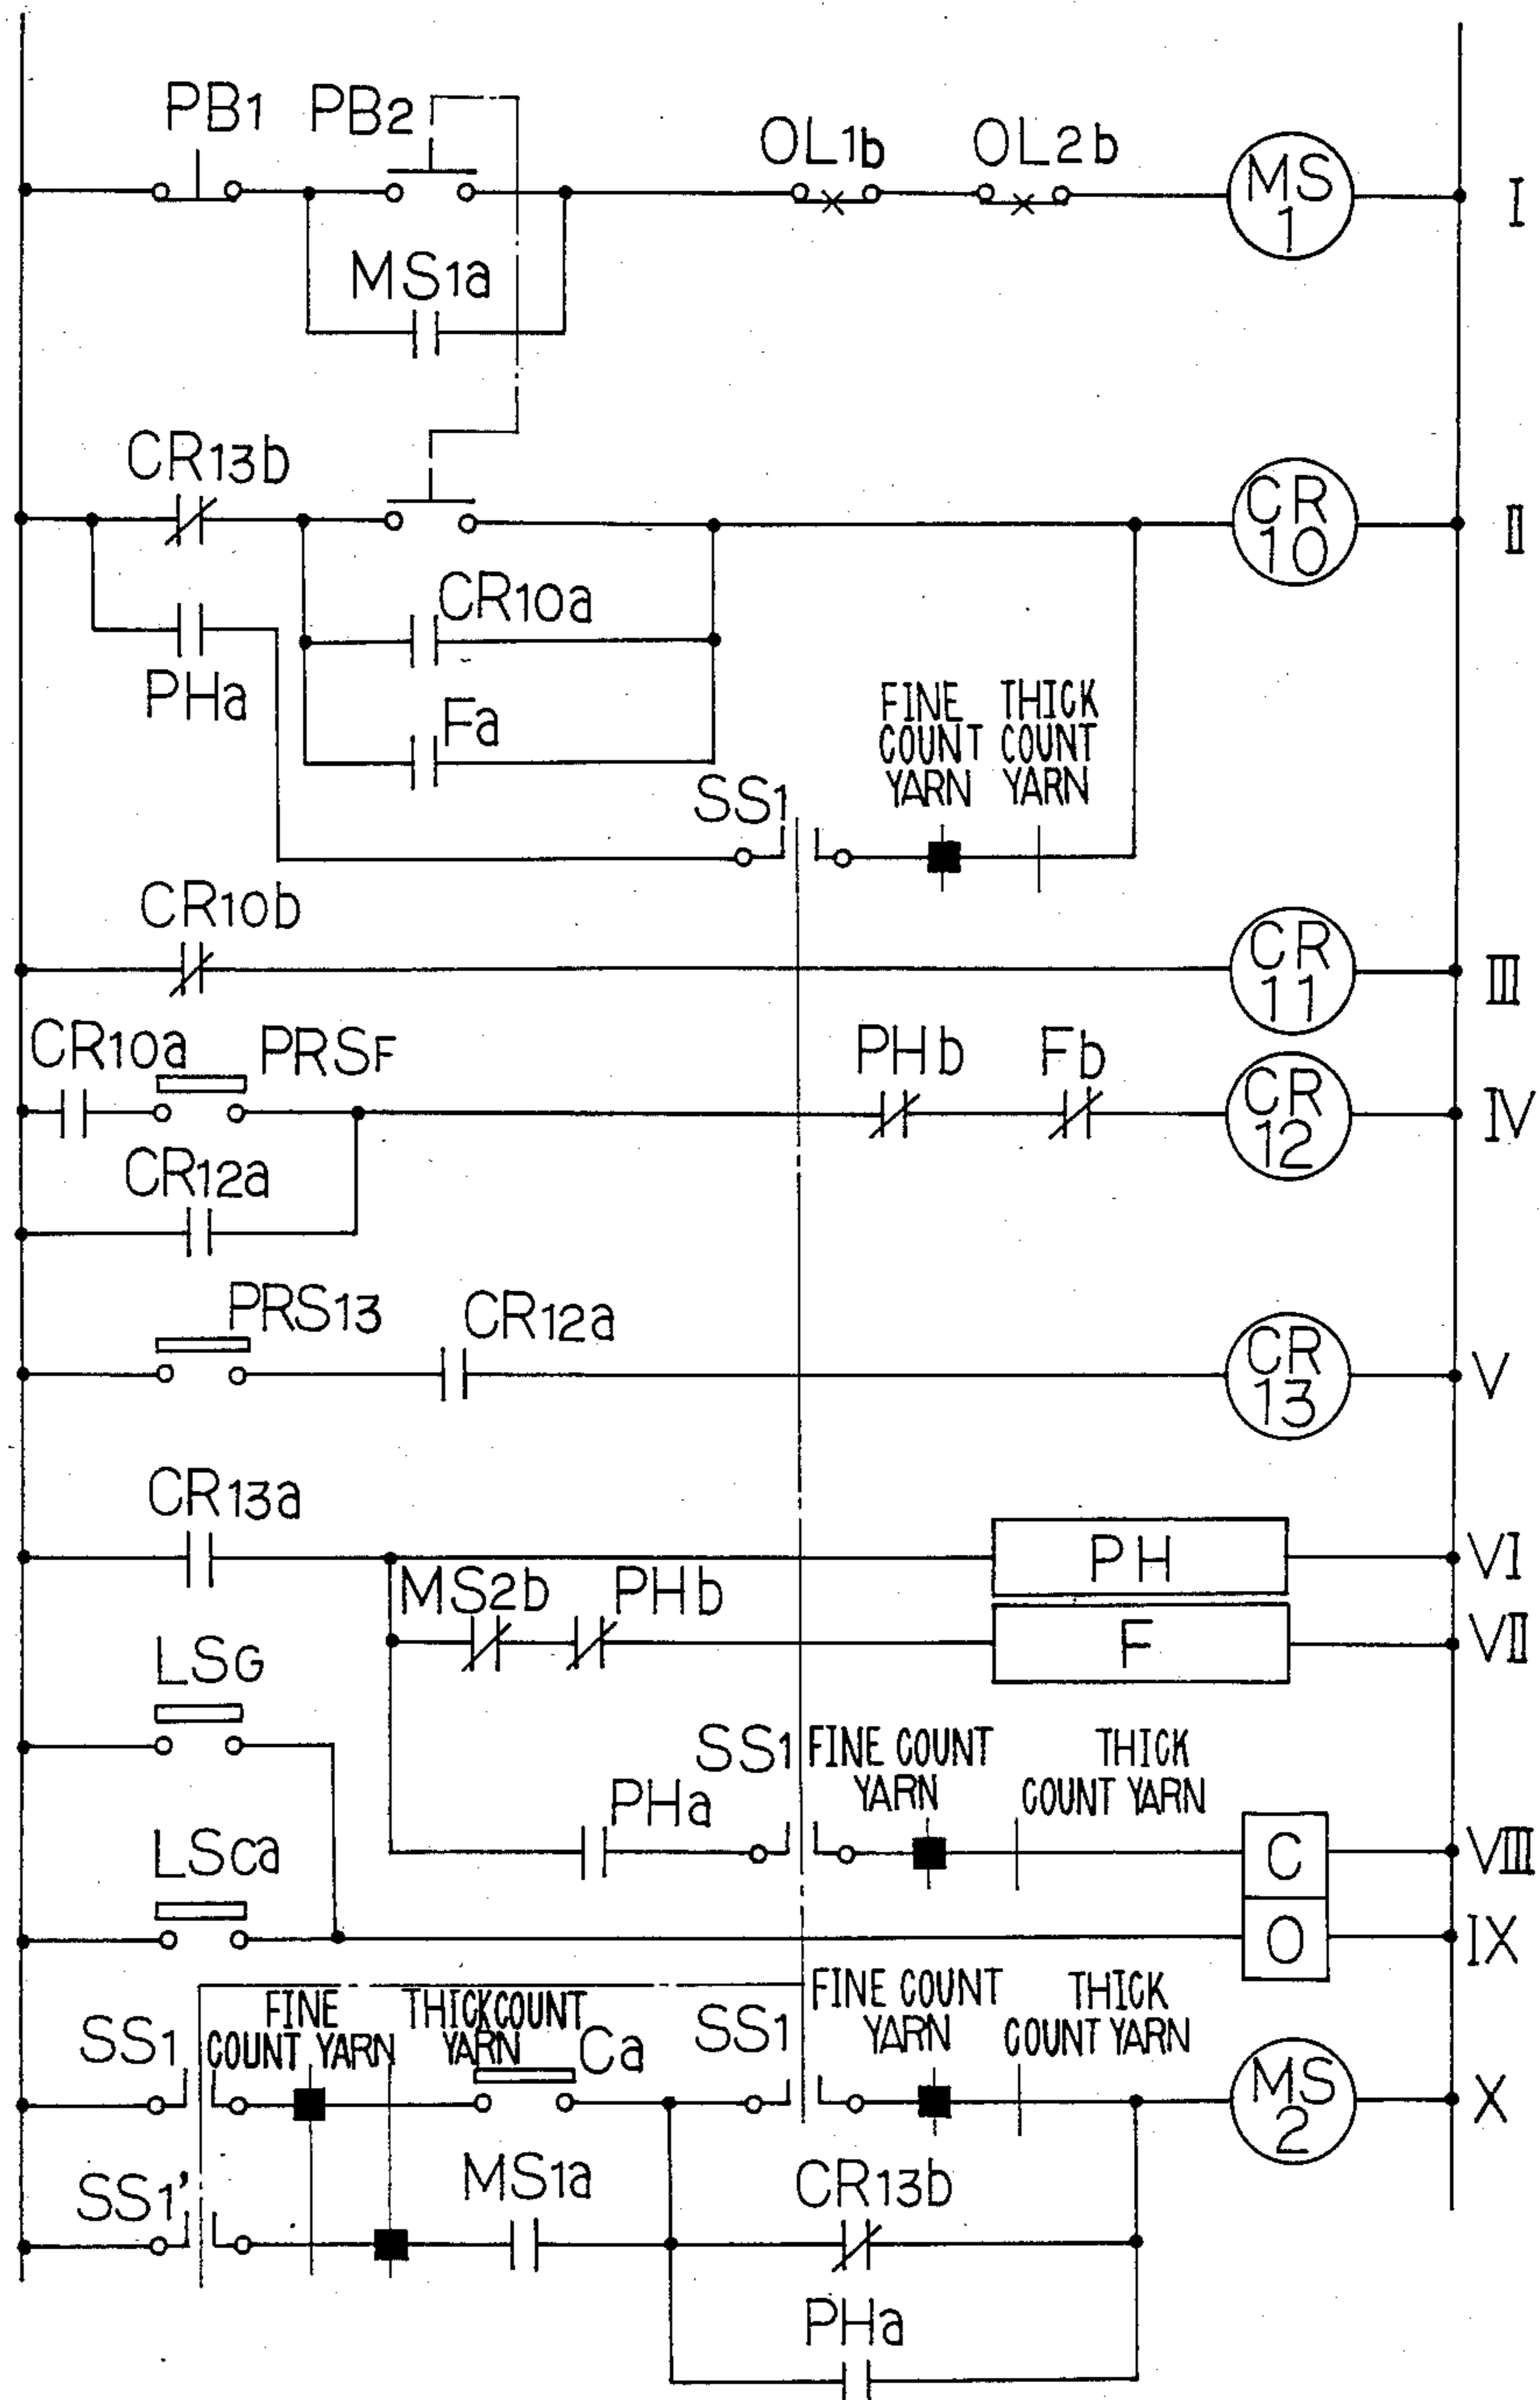 PB1 PB2
OL1b OL2b
MS
1
I
MS1a
CR13b
CR
10
II
CR10a
PHa
Fa
FINE
COUNT
YARN
THICK
COUNT
YARN
SS1
CR10b
CR
11
III
CR10a PRSF
PHb Fb
CR
12
IV
CR12a
PRS13 CR12a
CR
13
V
CR13a
PH
VI
MS2b PHb
F
VII
LSG
SS1
FINE COUNT
YARN
THICK
COUNT YARN
PHa
C
VIII
LSca
O
IX
SS1
FINE
COUNT YARN
THICKCOUNT
YARN
Ca
SS1
FINE COUNT
YARN
THICK
COUNT YARN
MS
2
X
SS1'
MS1a
CR13b
PHa